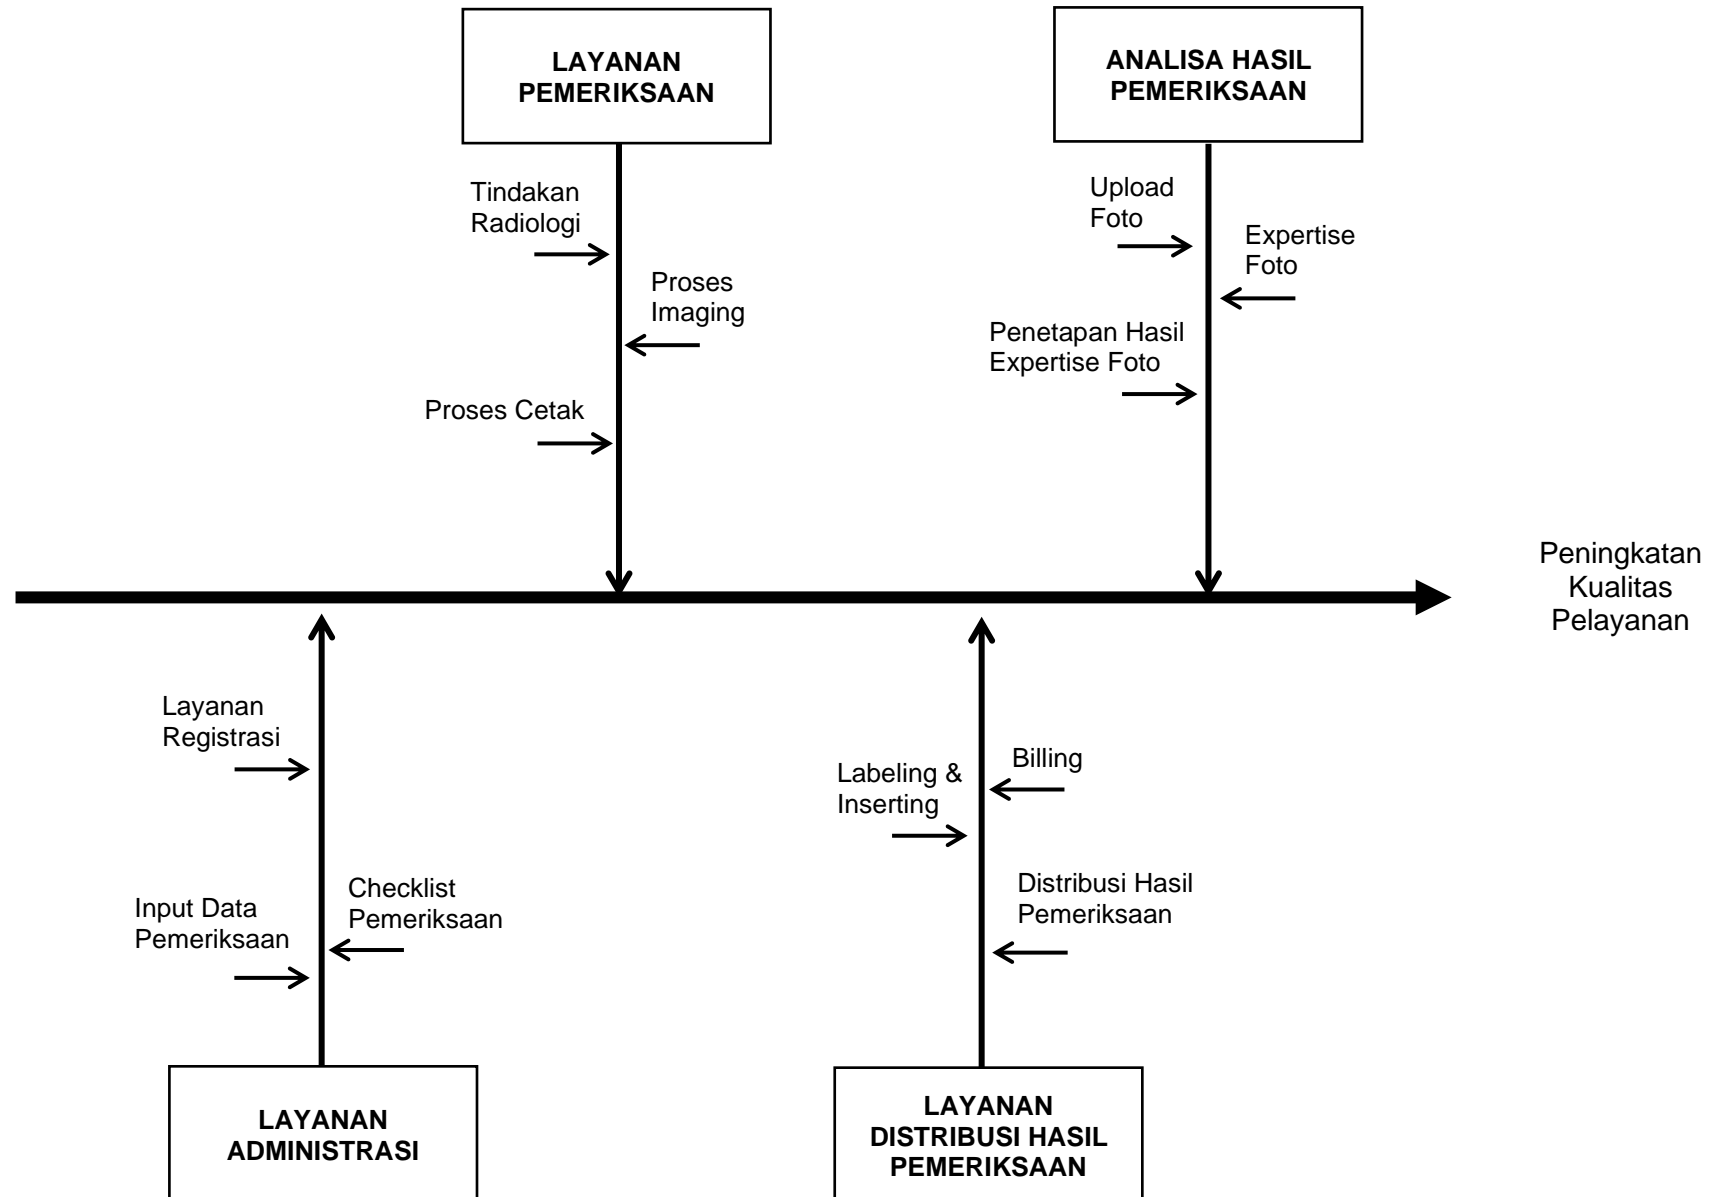 LAYANAN
PEMERIKSAAN
ANALISA HASIL
PEMERIKSAAN
Tindakan
Radiologi
Proses
Imaging
Proses Cetak
Upload
Foto
Expertise
Foto
Penetapan Hasil
Expertise Foto
Peningkatan
Kualitas
Pelayanan
Layanan
Registrasi
Input Data
Pemeriksaan
Checklist
Pemeriksaan
Labeling &
Inserting
Billing
Distribusi Hasil
Pemeriksaan
LAYANAN
ADMINISTRASI
LAYANAN
DISTRIBUSI HASIL
PEMERIKSAAN